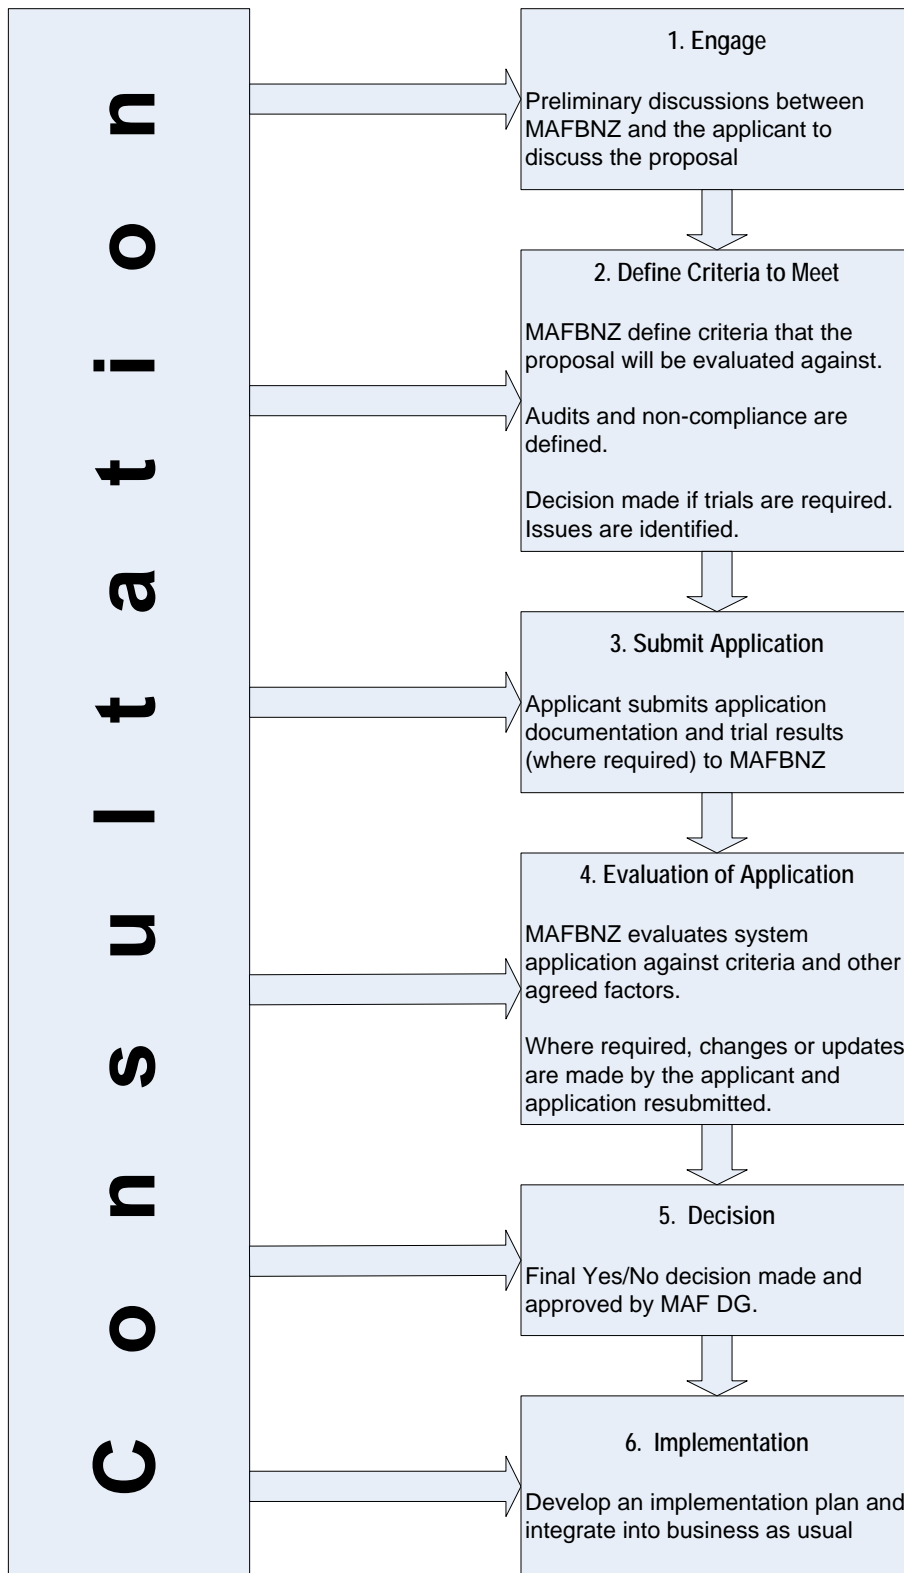 Consultation
1. Engage
Preliminary discussions between
MAFBNZ and the applicant to
discuss the proposal
2. Define Criteria to Meet
MAFBNZ define criteria that the
proposal will be evaluated against.
Audits and non-compliance are
defined.
Decision made if trials are required.
Issues are identified.
3. Submit Application
Applicant submits application
documentation and trial results
(where required) to MAFBNZ
4. Evaluation of Application
MAFBNZ evaluates system
application against criteria and other
agreed factors.
Where required, changes or updates
are made by the applicant and
application resubmitted.
5. Decision
Final Yes/No decision made and
approved by MAF DG.
6. Implementation
Develop an implementation plan and
integrate into business as usual